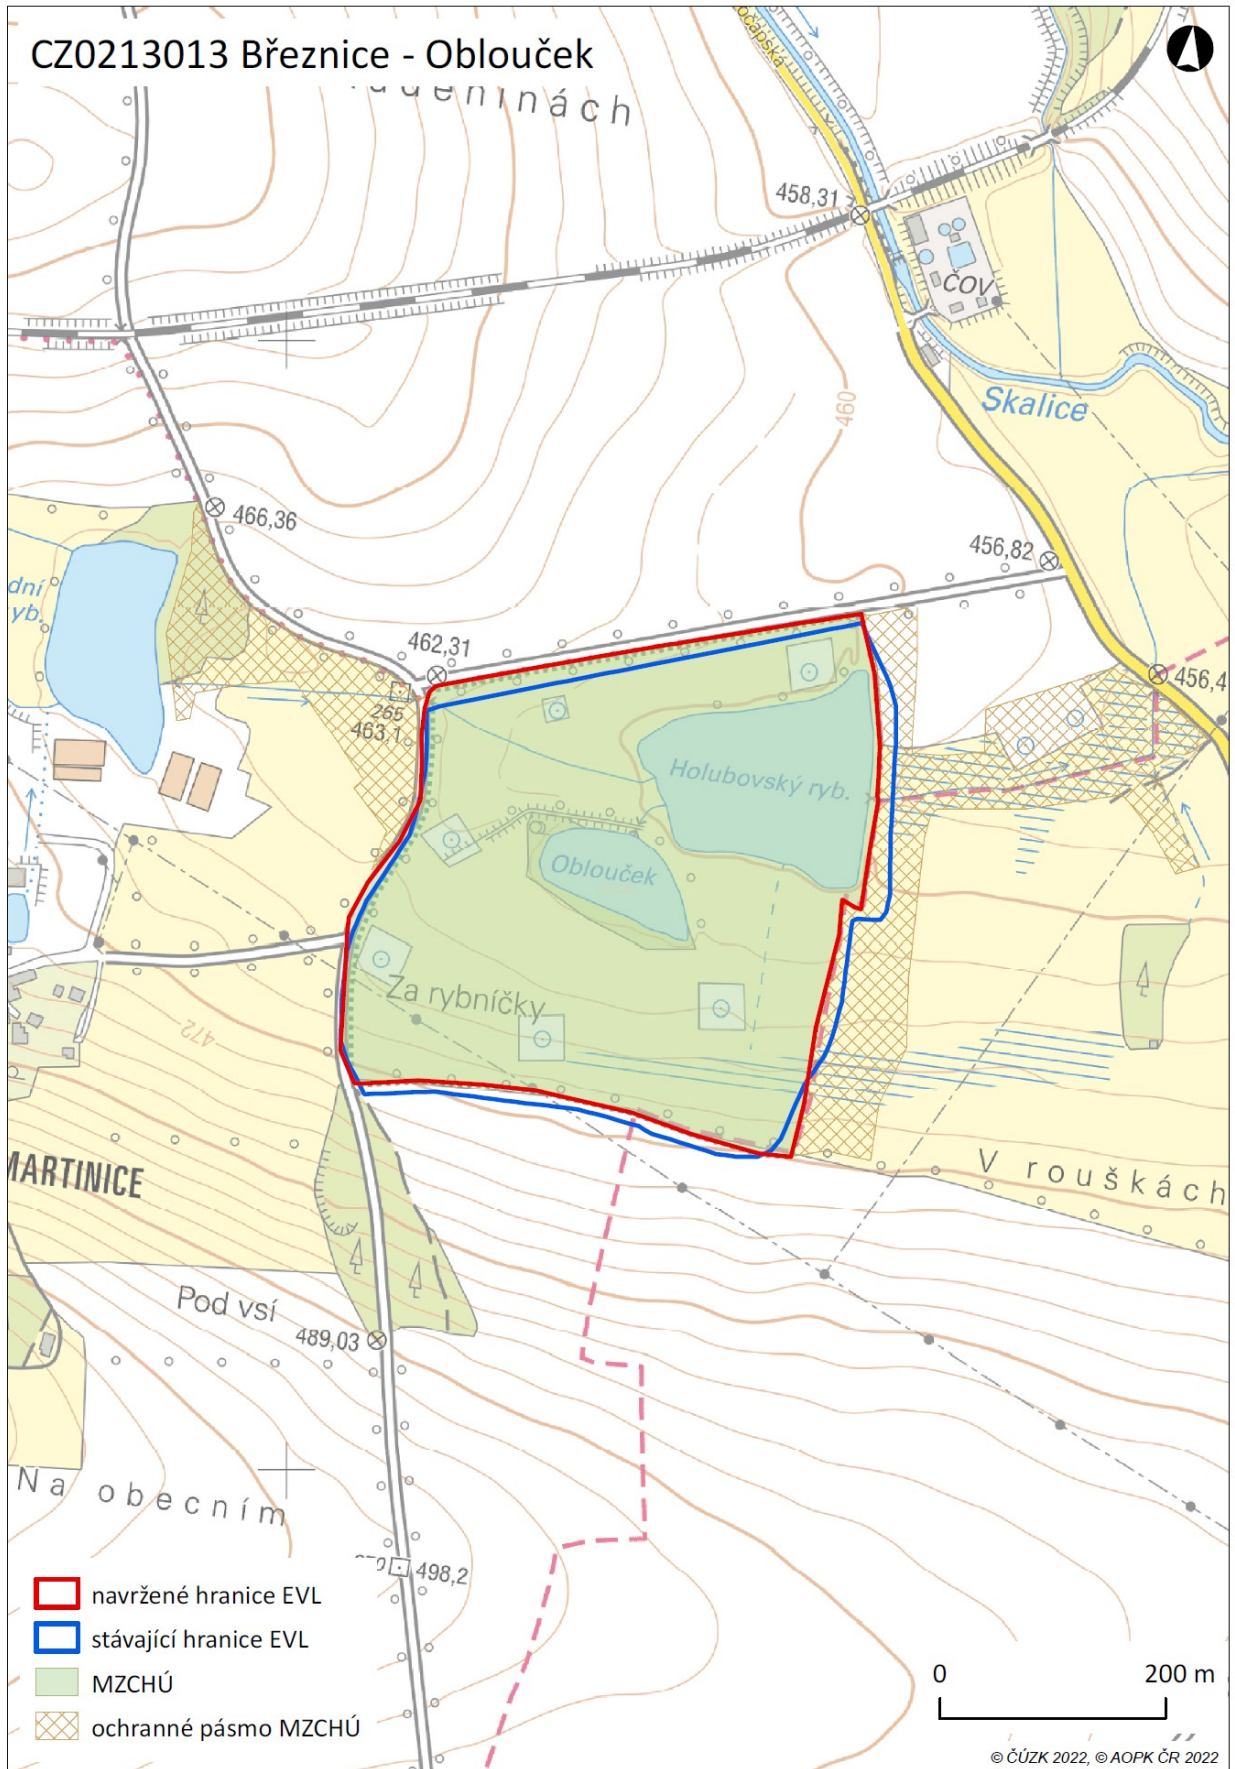 CZ0213013 Březnice - Oblouček
458,31
ČOV
Skalice
460
466,36
456,82
dní
yb.
462,31
265
463,1
456,4
Holubovský ryb.
Oblouček
Za rybníčky
472
MARTINICE
V rouškách
Pod vsí
489,03
Na obecním
498,2
navržené hranice EVL
stávající hranice EVL
MZCHÚ
ochranné pásmo MZCHÚ
0 200 m
© ČÚZK 2022, © AOPK ČR 2022